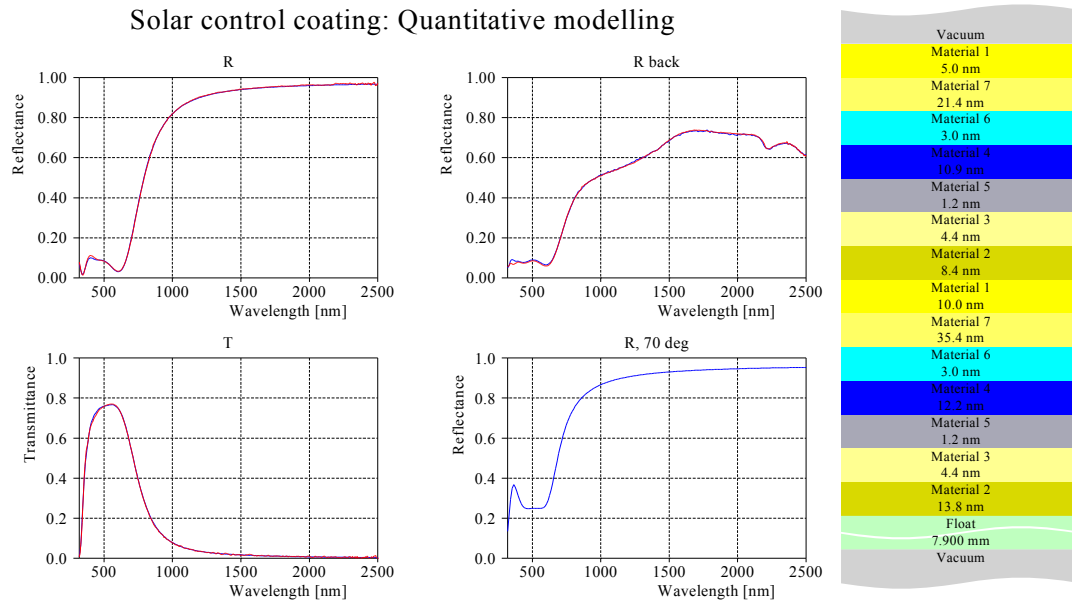 Solar control coating: Quantitative modelling
R
1.00
0.80
0.60
0.40
0.20
0.00
Reflectance
500 1000 1500 2000 2500
Wavelength [nm]
R back
1.00
0.80
0.60
0.40
0.20
0.00
Reflectance
500 1000 1500 2000 2500
Wavelength [nm]
T
1.0
0.8
0.6
0.4
0.2
0.0
Transmittance
500 1000 1500 2000 2500
Wavelength [nm]
R, 70 deg
1.0
0.8
0.6
0.4
0.2
0.0
Reflectance
500 1000 1500 2000 2500
Wavelength [nm]
Vacuum
Material 1
5.0 nm
Material 7
21.4 nm
Material 6
3.0 nm
Material 4
10.9 nm
Material 5
1.2 nm
Material 3
4.4 nm
Material 2
8.4 nm
Material 1
10.0 nm
Material 7
35.4 nm
Material 6
3.0 nm
Material 4
12.2 nm
Material 5
1.2 nm
Material 3
4.4 nm
Material 2
13.8 nm
Float
7.900 mm
Vacuum